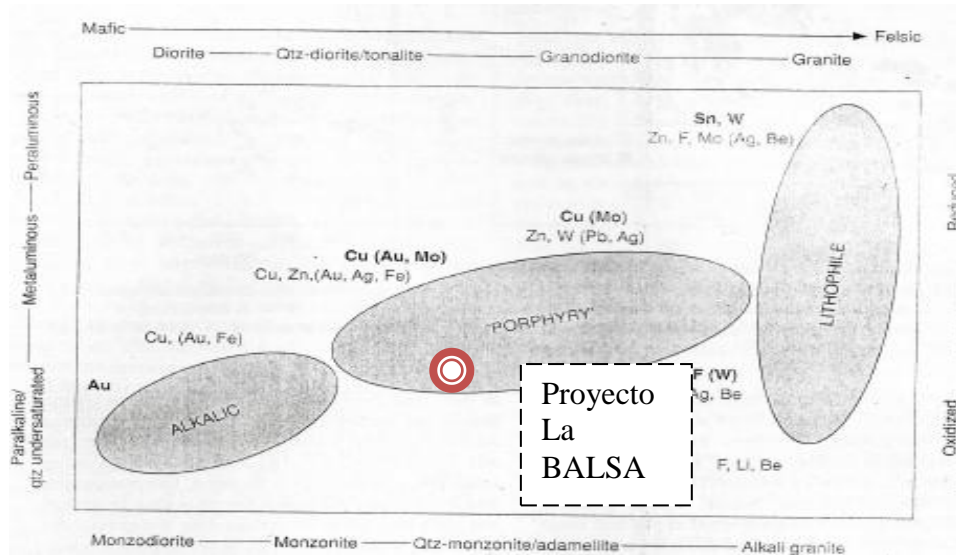 Mafic Felsic
Diorite Qtz-diorite/tonalite Granodiorite Granite
Peraluminous
Metaluminous
Paralkaline/
qtz undersaturated
Reduced
Oxidized
Sn, W
Zn, F, Mo (Ag, Be)
Cu (Mo)
Zn, W (Pb, Ag)
Cu (Au, Mo)
Cu, Zn,(Au, Ag, Fe)
"PORPHYRY"
LITHOPHILE
Cu, (Au, Fe)
Au
ALKALIC
F (W)
Ag, Be
Proyecto
La
BALSA
F, Li, Be
Monzodiorite Monzonite Qtz-monzonite/adamellite Alkali granite